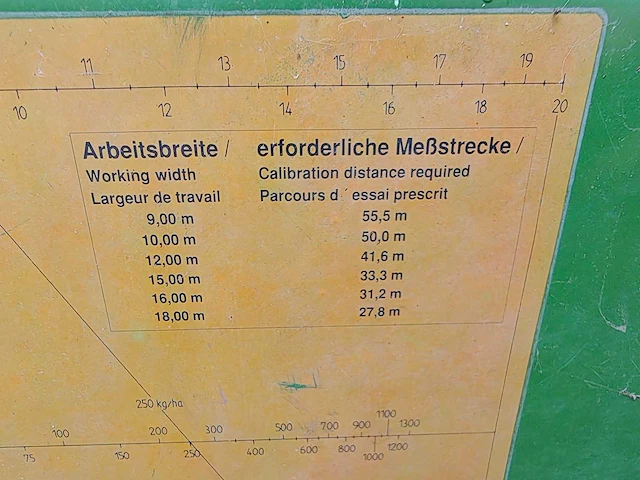 11 13 15 17 19
10 12 14 16 18 20
Arbeitsbreite / erforderliche Meßstrecke /
Working width Calibration distance required
Largeur de travail Parcours d ´ essai prescrit
9,00 m 55,5 m
10,00 m 50,0 m
12,00 m 41,6 m
15,00 m 33,3 m
16,00 m 31,2 m
18,00 m 27,8 m
250 kg/ha
100 200 300 500 700 900 1100 1300
75 150 250 400 600 800 1000 1200